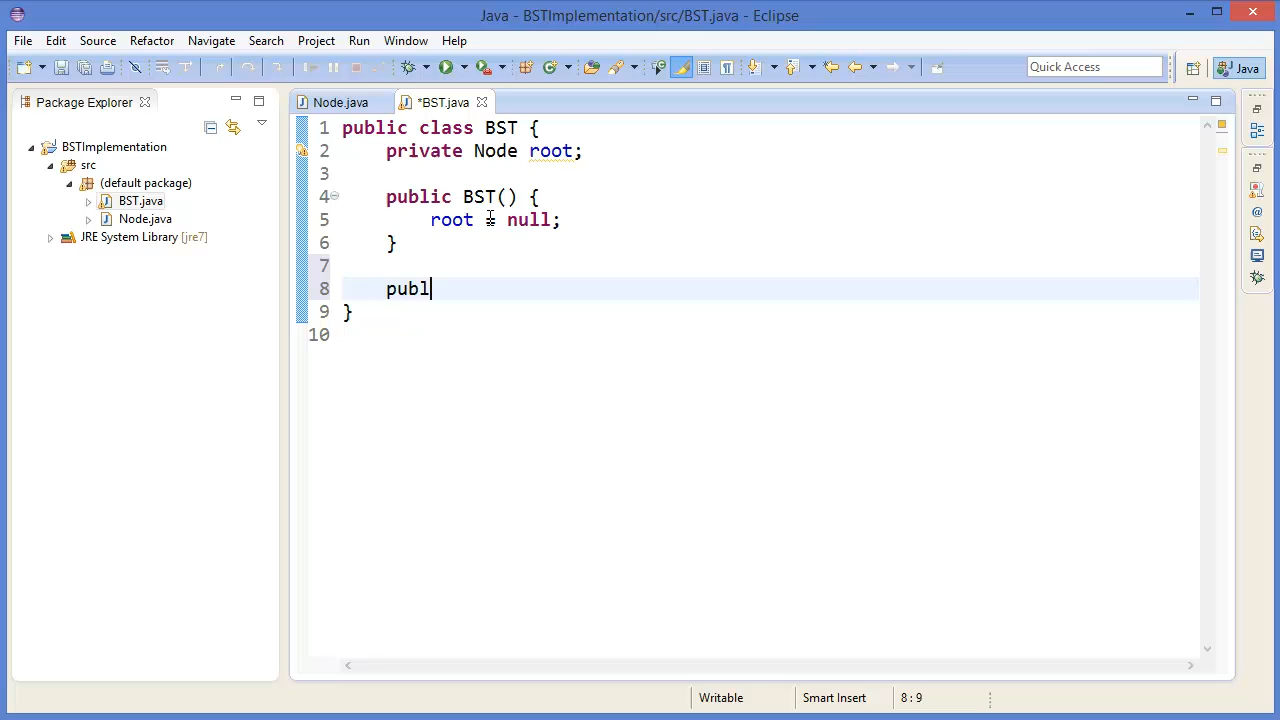 Java - BSTImplementation/src/BST.java - Eclipse
File Edit Source Refactor Navigate Search Project Run Window Help
Quick Access
Java
Package Explorer
Node.java
*BST.java
BSTImplementation
src
(default package)
BST.java
Node.java
JRE System Library [jre7]
1 public class BST {
2 private Node root;
3
4 public BST() {
5 root = null;
6 }
7
8 publ
9 }
10
Writable
Smart Insert
8 : 9